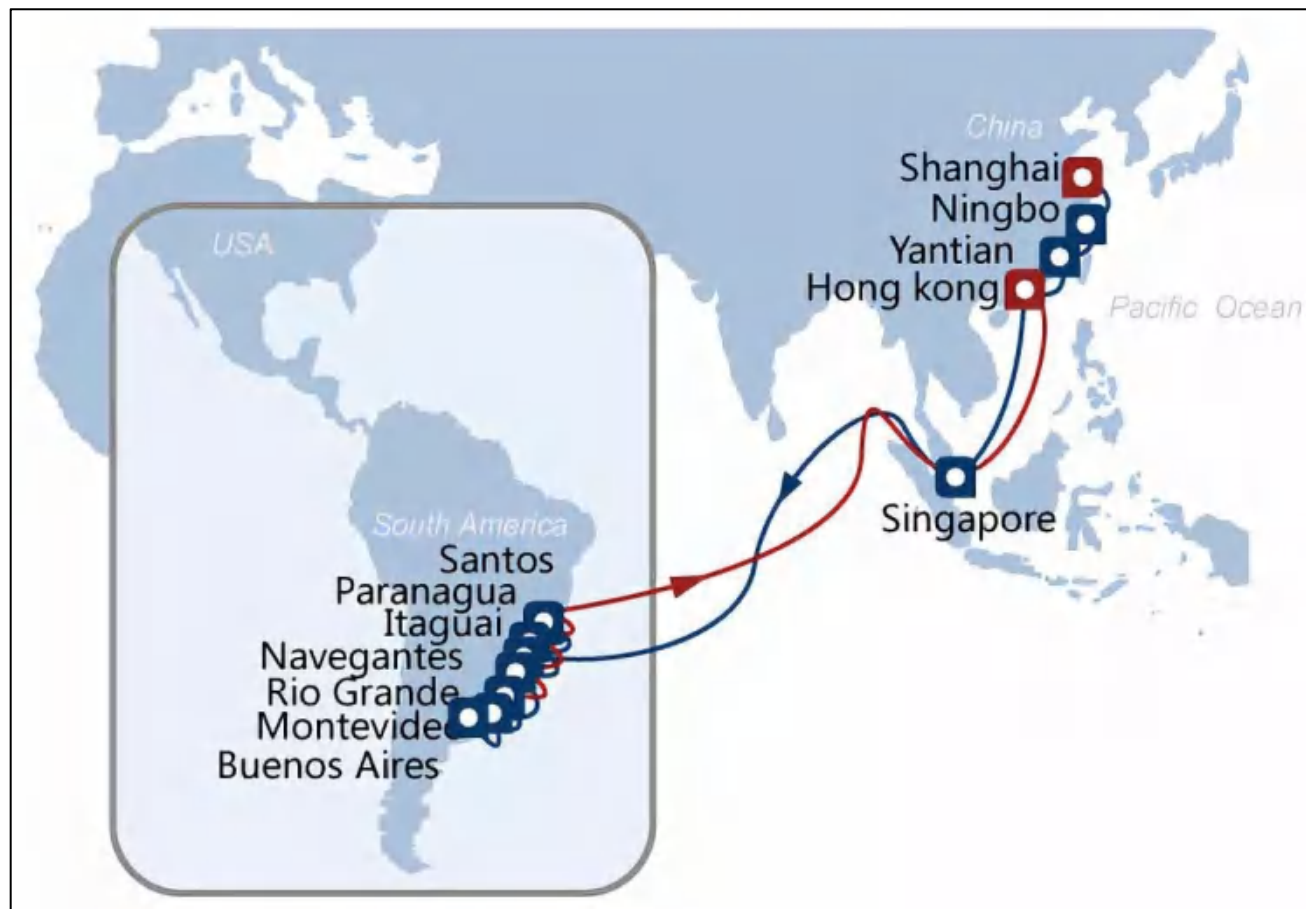 China
Shanghai
Ningbo
USA
Yantian
Hong kong
Pacific Ocean
South America
Singapore
Santos
Paranagua
Itaguai
Navegantes
Rio Grande
Montevideo
Buenos Aires